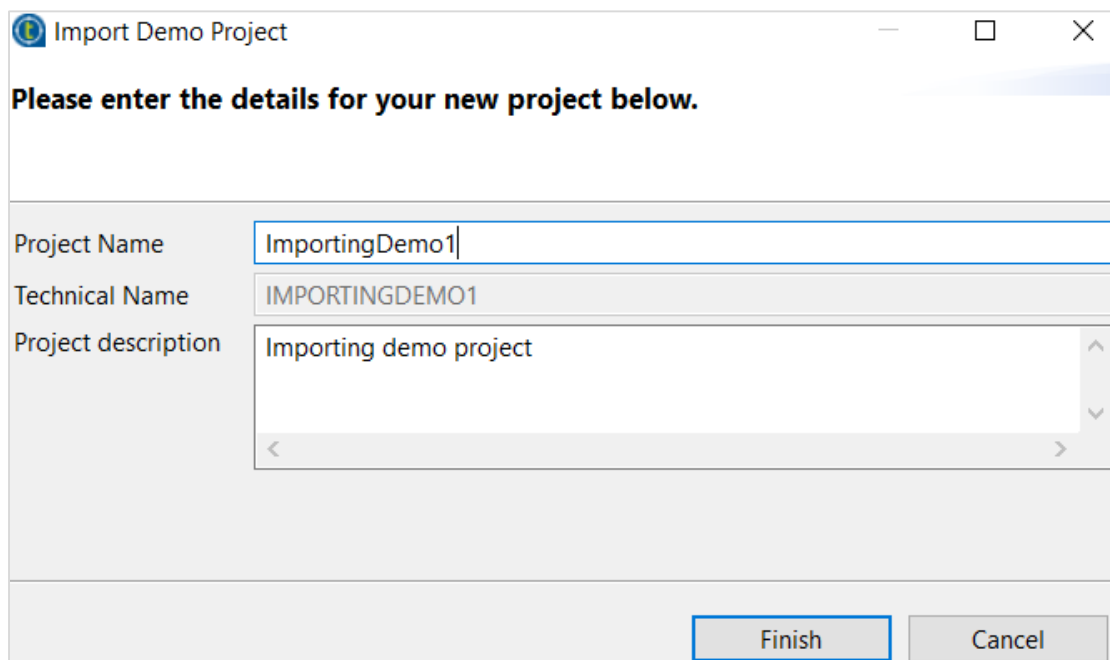 Import Demo Project
Please enter the details for your new project below.
Project Name ImportingDemo1
Technical Name IMPORTINGDEMO1
Project description Importing demo project
Finish Cancel